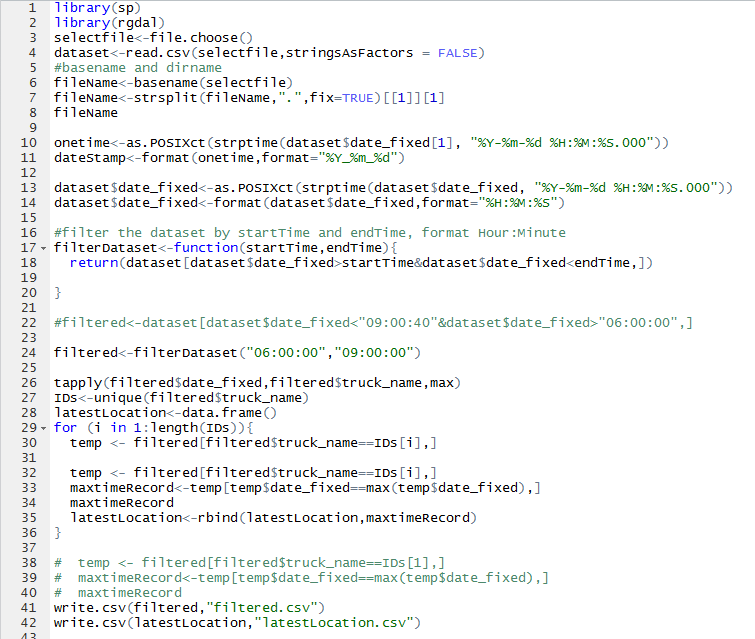 1 library(sp)
2 library(rgdal)
3 selectfile<-file.choose()
4 dataset<-read.csv(selectfile,stringsAsFactors = FALSE)
5 #basename and dirname
6 fileName<-basename(selectfile)
7 fileName<-strsplit(fileName,".",fix=TRUE)[[1]][1]
8 fileName
9
10 onetime<-as.POSIXct(strptime(dataset$date_fixed[1], "%Y-%m-%d %H:%M:%S.000"))
11 dateStamp<-format(onetime,format="%Y_%m_%d")
12
13 dataset$date_fixed<-as.POSIXct(strptime(dataset$date_fixed, "%Y-%m-%d %H:%M:%S.000"))
14 dataset$date_fixed<-format(dataset$date_fixed,format="%H:%M:%S")
15
16 #filter the dataset by startTime and endTime, format Hour:Minute
17 filterDataset<-function(startTime,endTime){
18   return(dataset[dataset$date_fixed>startTime&dataset$date_fixed<endTime,])
19
20 }
21
22 #filtered<-dataset[dataset$date_fixed<"09:00:40"&dataset$date_fixed>"06:00:00",]
23
24 filtered<-filterDataset("06:00:00","09:00:00")
25
26 tapply(filtered$date_fixed,filtered$truck_name,max)
27 IDs<-unique(filtered$truck_name)
28 latestLocation<-data.frame()
29 for (i in 1:length(IDs)){
30   temp <- filtered[filtered$truck_name==IDs[i],]
31
32   temp <- filtered[filtered$truck_name==IDs[i],]
33   maxtimeRecord<-temp[temp$date_fixed==max(temp$date_fixed),]
34   maxtimeRecord
35   latestLocation<-rbind(latestLocation,maxtimeRecord)
36 }
37
38 #  temp <- filtered[filtered$truck_name==IDs[1],]
39 #  maxtimeRecord<-temp[temp$date_fixed==max(temp$date_fixed),]
40 #  maxtimeRecord
41 write.csv(filtered,"filtered.csv")
42 write.csv(latestLocation,"latestLocation.csv")
43